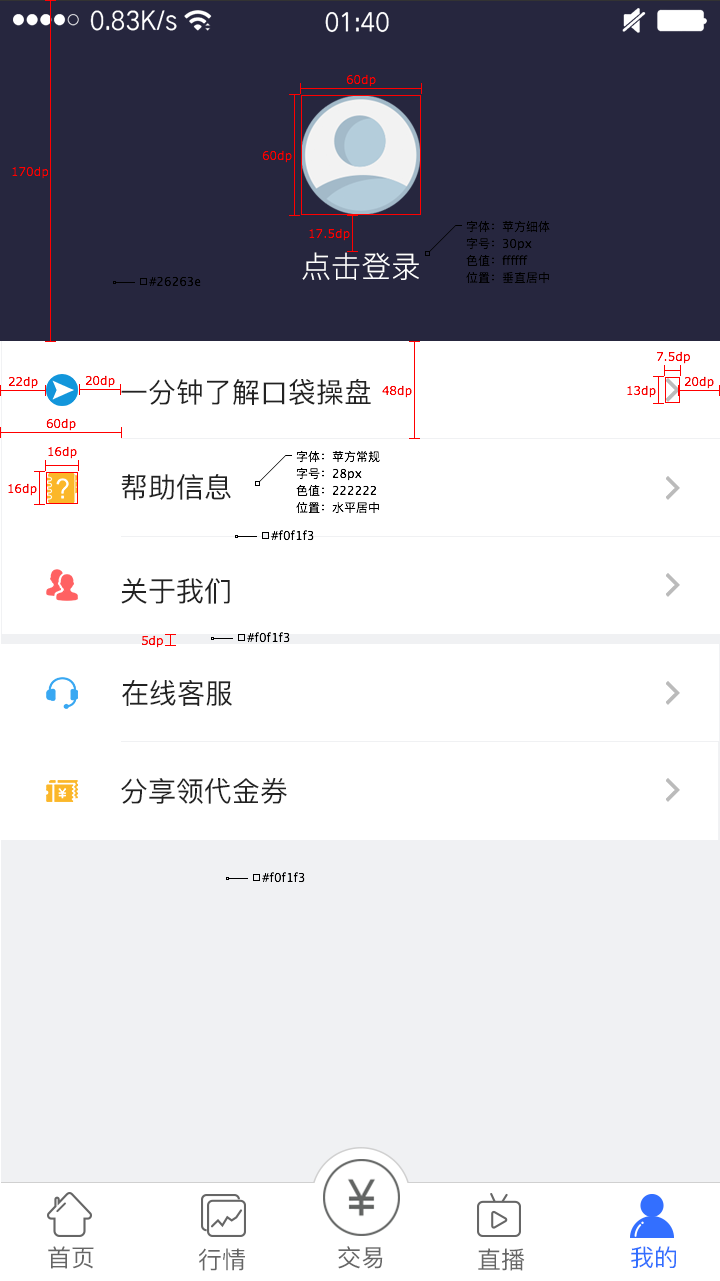 0.83K/s 01:40
60dp
60dp
170dp
17.5dp
点击登录
字体：苹方细体
字号：30px
色值：ffffff
位置：垂直居中
#26263e
22dp
20dp
一分钟了解口袋操盘
48dp
7.5dp
13dp
20dp
60dp
16dp
16dp
?
帮助信息
字体：苹方常规
字号：28px
色值：222222
位置：水平居中
#f0f1f3
关于我们
5dp
#f0f1f3
在线客服
¥
分享领代金券
#f0f1f3
¥
首页 行情 交易 直播 我的